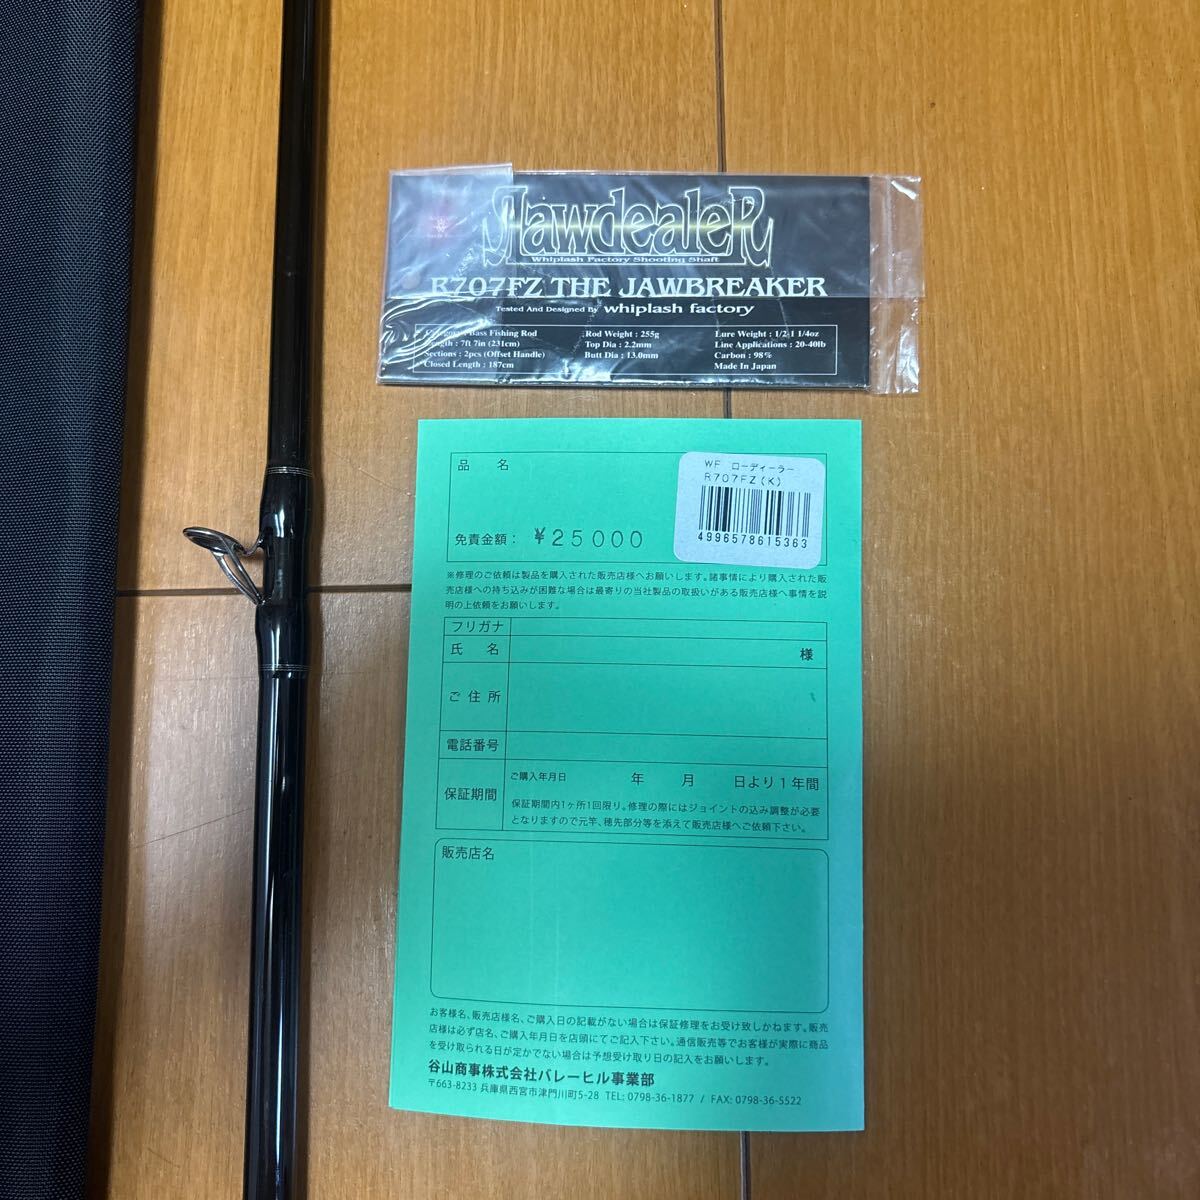 RawdealeR
Whiplash Factory Shooting Shaft
R707FZ THE JAWBREAKER
Tested And Designed By whiplash factory
Category : Bass Fishing Rod
Length : 7ft 7in (231cm)
Sections : 2pcs (Offset Handle)
Closed Length : 187cm
Rod Weight : 255g
Top Dia : 2.2mm
Butt Dia : 13.0mm
Lure Weight : 1/2-1 1/4oz
Line Applications : 20-40lb
Carbon : 98%
Made In Japan
品 名
WF ローディーラー
R707FZ(K)
4996578615363
免責金額： ¥25000
※修理のご依頼は製品を購入された販売店様へお願いします。諸事情により購入された販
売店様への持ち込みが困難な場合は最寄りの当社製品の取扱いがある販売店様へ事情を説
明の上依頼をお願いします。
フリガナ
氏 名 様
ご 住 所
電話番号
保証期間
ご購入年月日 年 月 日より1年間
保証期間内1ヶ所1回限り。修理の際にはジョイントの込み調整が必要
となりますので元竿、穂先部分等を添えて販売店様へご依頼下さい。
販売店名
お客様名、販売店様名、ご購入日の記載がない場合は保証修理をお受け致しかねます。販売
店様は必ず店名、ご購入年月日を店頭にてご記入下さい。通信販売等でお客様が実際に商品
を受け取られる日が定かでない場合は予想受け取り日の記入をお願いします。
谷山商事株式会社バレーヒル事業部
〒663-8233 兵庫県西宮市津門川町5-28 TEL: 0798-36-1877 / FAX: 0798-36-5522